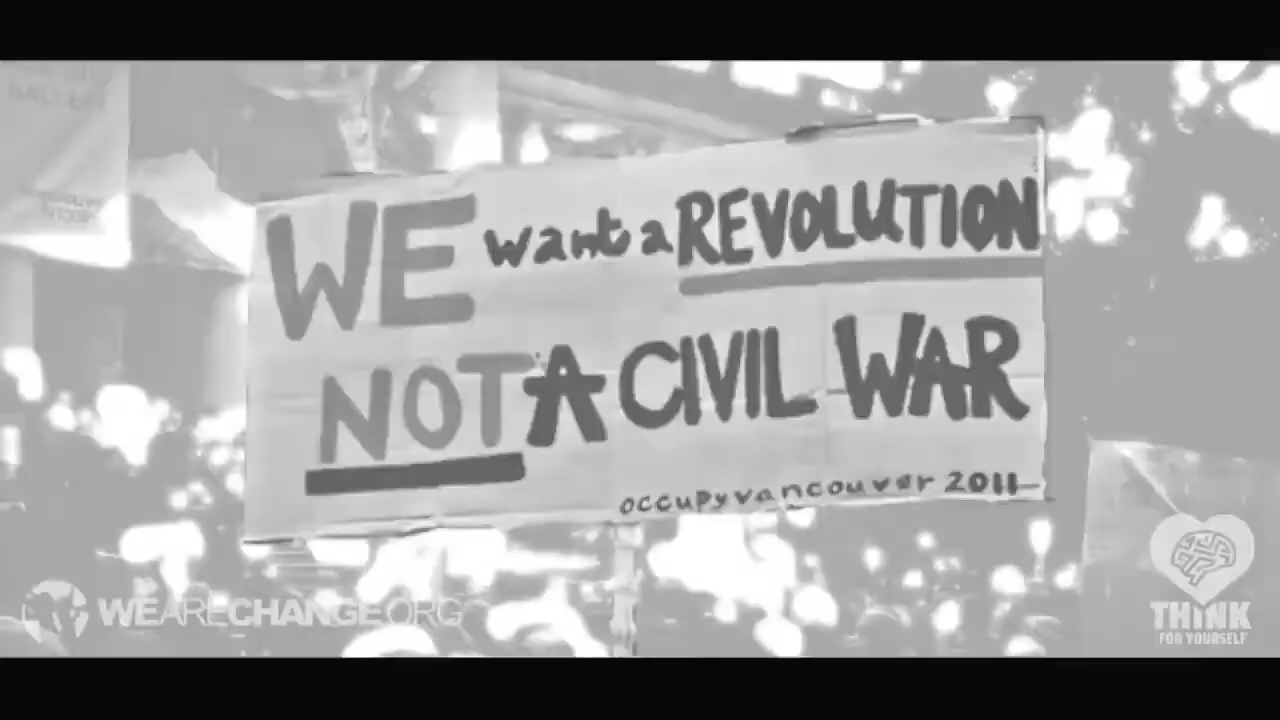 WE want a REVOLUTION
NOT A CIVIL WAR
occupyvancouver 2011
WEARECHANGE.ORG
THINK
FOR YOURSELF